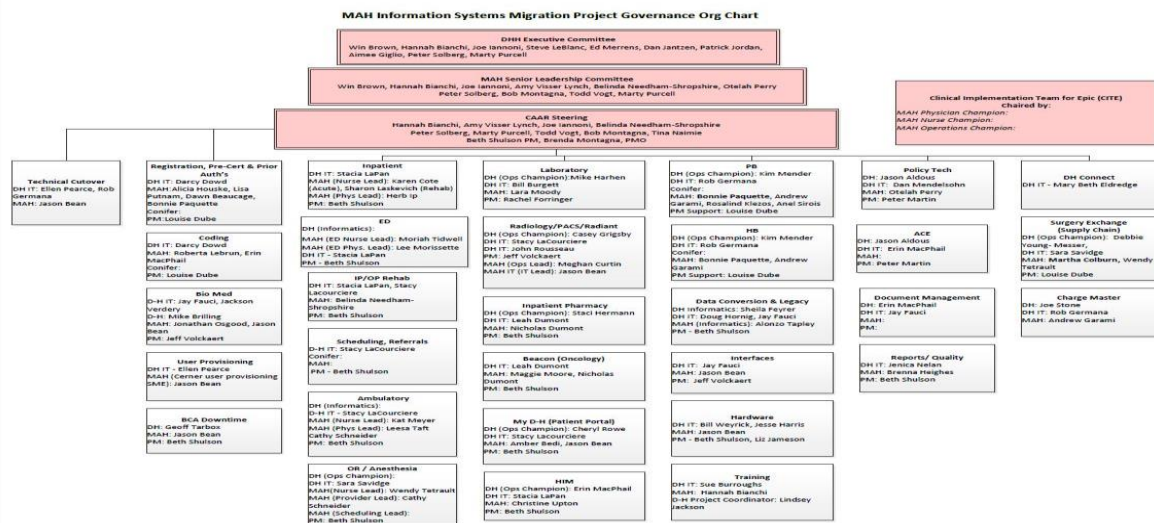 MAH Information Systems Migration Project Governance Org Chart
DHH Executive Committee
Win Brown, Hannah Bianchi, Joe Iannoni, Steve LeBlanc, Ed Merrens, Dan Jantzen, Patrick Jordan,
Aimee Giglio, Peter Solberg, Marty Purcell
MAH Senior Leadership Committee
Win Brown, Hannah Bianchi, Joe Iannoni, Amy Visser Lynch, Belinda Needham-Shropshire, Otelah Perry
Peter Solberg, Bob Montagna, Todd Vogt, Marty Purcell
CAAR Steering
Hannah Bianchi, Amy Visser Lynch, Joe Iannoni, Belinda Needham-Shropshire
Peter Solberg, Marty Purcell, Todd Vogt, Bob Montagna, Tina Naimie
Beth Shulson PM, Brenda Montagna, PMO
Clinical Implementation Team for Epic (CITE)
Chaired by:
MAH Physician Champion:
MAH Nurse Champion:
MAH Operations Champion:
Technical Cutover
DH IT: Ellen Pearce, Rob
Germana
MAH: Jason Bean
Registration, Pre-Cert & Prior
Auth's
DH IT: Darcy Dowd
MAH: Alicia Houske, Lisa
Putnam, Dawn Beaucage,
Bonnie Paquette
Conifer:
PM: Louise Dube
Coding
DH IT: Darcy Dowd
MAH: Roberta Lebrun, Erin
MacPhail
Conifer:
PM: Louise Dube
Bio Med
D-H IT: Jay Fauci, Jackson
Verdery
D-H: Mike Brilling
MAH: Jonathan Osgood, Jason
Bean
PM: Jeff Volckaert
User Provisioning
DH IT - Ellen Pearce
MAH (Cerner user provisioning
SME): Jason Bean
BCA Downtime
DH: Geoff Tarbox
MAH: Jason Bean
PM: Beth Shulson
Inpatient
DH IT: Stacia LaPan
MAH (Nurse Lead): Karen Cote
(Acute), Sharon Laskevich (Rehab)
MAH (Phys Lead): Herb Ip
PM: Beth Shulson
ED
DH (Informatics):
MAH (ED Nurse Lead): Moriah Tidwell
MAH (ED Phys. Lead): Lee Morissette
DH IT - Stacia LaPan
PM - Beth Shulson
IP/OP Rehab
DH IT: Stacia LaPan, Stacy
Lacourciere
MAH: Belinda Needham-
Shropshire
PM: Beth Shulson
Scheduling, Referrals
D-H IT: Stacy LaCourciere
Conifer:
MAH:
PM - Beth Shulson
Ambulatory
DH (Informatics):
D-H IT - Stacy LaCourciere
MAH (Nurse Lead): Kat Meyer
MAH (Phys Lead): Leesa Taft
Cathy Schneider
PM: Beth Shulson
OR / Anesthesia
DH (Ops Champion):
DH IT: Sara Savidge
MAH(Nurse Lead): Wendy Tetrault
MAH (Provider Lead): Cathy
Schneider
MAH (Scheduling Lead):
PM: Beth Shulson
Laboratory
DH (Ops Champion):Mike Harhen
DH IT: Bill Burgett
MAH: Lara Moody
PM: Rachel Forringer
Radiology/PACS/Radiant
DH (Ops Champion): Casey Grigsby
DH IT: Stacy LaCourciere
DH IT: John Rousseau
PM: Jeff Volckaert
MAH (Ops Lead): Meghan Curtin
MAH IT (IT Lead): Jason Bean
Inpatient Pharmacy
DH (Ops Champion): Staci Hermann
DH IT: Leah Dumont
MAH: Nicholas Dumont
PM: Beth Shulson
Beacon (Oncology)
DH IT: Leah Dumont
MAH: Maggie Moore, Nicholas
Dumont
PM: Beth Shulson
My D-H (Patient Portal)
DH (Ops Champion): Cheryl Rowe
DH IT: Stacy Lacourciere
MAH: Amber Bedi, Jason Bean
PM: Beth Shulson
HIM
DH (Ops Champion): Erin MacPhail
DH IT: Stacia LaPan
MAH: Christine Upton
PM: Beth Shulson
PB
DH (Ops Champion): Kim Mender
DH IT: Rob Germana
Conifer:
MAH: Bonnie Paquette, Andrew
Garami, Rosalind Klezos, Anel Sirois
PM Support: Louise Dube
HB
DH (Ops Champion): Kim Mender
DH IT: Rob Germana
Conifer:
MAH: Bonnie Paquette, Andrew
Garami
PM Support: Louise Dube
Data Conversion & Legacy
DH Informatics: Sheila Feyrer
DH IT: Doug Hornig, Jay Fauci
MAH (Informatics): Alonzo Tapley
PM - Beth Shulson
Interfaces
DH IT: Jay Fauci
MAH: Jason Bean
PM: Jeff Volckaert
Hardware
DH IT: Bill Weyrick, Jesse Harris
MAH: Jason Bean
PM - Beth Shulson, Liz Jameson
Training
DH IT: Sue Burroughs
MAH: Hannah Bianchi
D-H Project Coordinator: Lindsey
Jackson
Policy Tech
DH: Jason Aldous
DH IT: Dan Mendelsohn
MAH: Otelah Perry
PM: Peter Martin
ACE
DH: Jason Aldous
DH IT: Erin MacPhail
MAH:
PM: Peter Martin
Document Management
DH: Erin MacPhail
DH IT: Jay Fauci
MAH:
PM:
Reports/ Quality
DH IT: Jenica Nelan
MAH: Brenna Heighes
PM: Beth Shulson
DH Connect
DH IT - Mary Beth Eldredge
Surgery Exchange
(Supply Chain)
DH (Ops Champion): Debbie
Young- Messer,
DH IT: Sara Savidge
MAH: Martha Colburn, Wendy
Tetrault
PM: Louise Dube
Charge Master
DH: Joe Stone
DH IT: Rob Germana
MAH: Andrew Garami